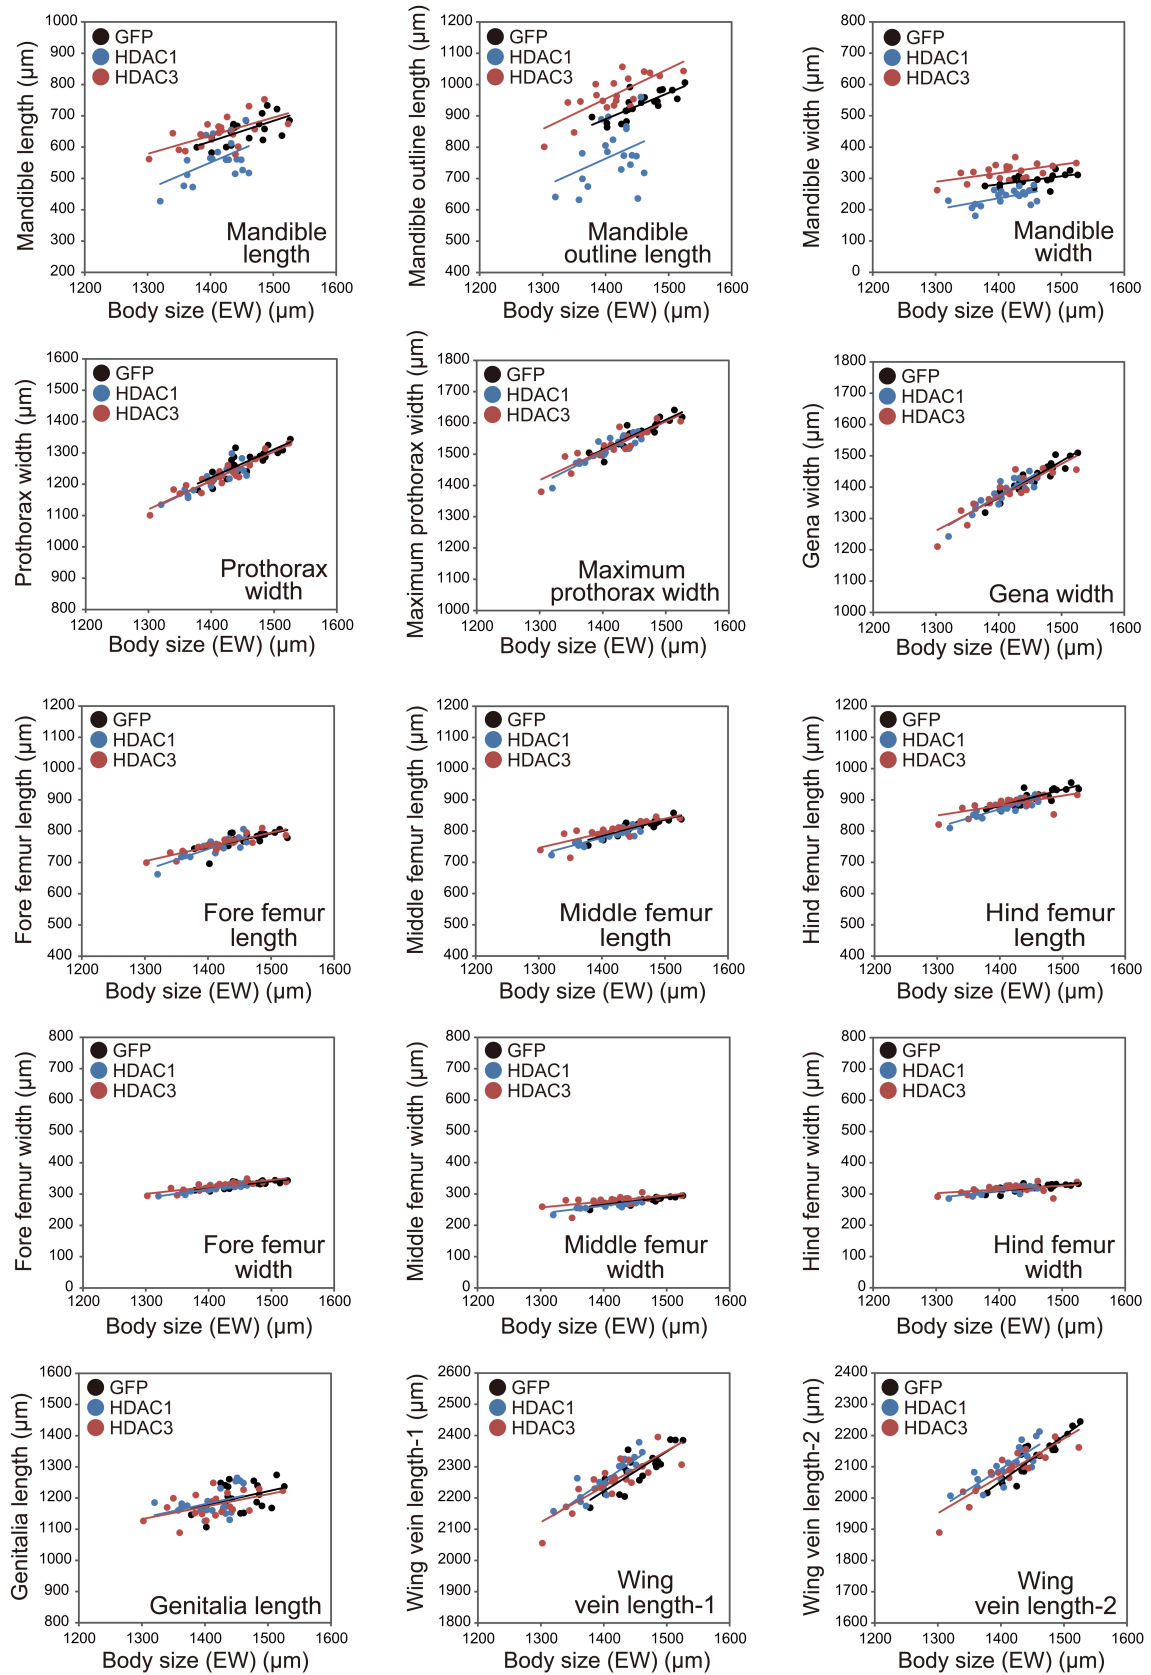 Mandible length (µm)
1000
900
800
700
600
500
400
300
200
GFP
HDAC1
HDAC3
Mandible
length
1200
1300
1400
1500
1600
Body size (EW) (µm)
Mandible outline length (µm)
1200
1100
1000
900
800
700
600
500
400
GFP
HDAC1
HDAC3
Mandible
outline length
1200
1300
1400
1500
1600
Body size (EW) (µm)
Mandible width (µm)
800
700
600
500
400
300
200
100
0
GFP
HDAC1
HDAC3
Mandible
width
1200
1300
1400
1500
1600
Body size (EW) (µm)
Prothorax width (µm)
1600
1500
1400
1300
1200
1100
1000
900
800
GFP
HDAC1
HDAC3
Prothorax
width
1200
1300
1400
1500
1600
Body size (EW) (µm)
Maximum prothorax width (µm)
1800
1700
1600
1500
1400
1300
1200
1100
1000
GFP
HDAC1
HDAC3
Maximum
prothorax width
1200
1300
1400
1500
1600
Body size (EW) (µm)
Gena width (µm)
1800
1700
1600
1500
1400
1300
1200
1100
1000
GFP
HDAC1
HDAC3
Gena width
1200
1300
1400
1500
1600
Body size (EW) (µm)
Fore femur length (µm)
1200
1100
1000
900
800
700
600
500
400
GFP
HDAC1
HDAC3
Fore femur
length
1200
1300
1400
1500
1600
Body size (EW) (µm)
Middle femur length (µm)
1200
1100
1000
900
800
700
600
500
400
GFP
HDAC1
HDAC3
Middle femur
length
1200
1300
1400
1500
1600
Body size (EW) (µm)
Hind femur length (µm)
1200
1100
1000
900
800
700
600
500
400
GFP
HDAC1
HDAC3
Hind femur
length
1200
1300
1400
1500
1600
Body size (EW) (µm)
Fore femur width (µm)
800
700
600
500
400
300
200
100
0
GFP
HDAC1
HDAC3
Fore femur
width
1200
1300
1400
1500
1600
Body size (EW) (µm)
Middle femur width (µm)
800
700
600
500
400
300
200
100
0
GFP
HDAC1
HDAC3
Middle femur
width
1200
1300
1400
1500
1600
Body size (EW) (µm)
Hind femur width (µm)
800
700
600
500
400
300
200
100
0
GFP
HDAC1
HDAC3
Hind femur
width
1200
1300
1400
1500
1600
Body size (EW) (µm)
Genitalia length (µm)
1600
1500
1400
1300
1200
1100
1000
900
800
GFP
HDAC1
HDAC3
Genitalia length
1200
1300
1400
1500
1600
Body size (EW) (µm)
Wing vein length-1 (µm)
2600
2500
2400
2300
2200
2100
2000
1900
1800
GFP
HDAC1
HDAC3
Wing
vein length-1
1200
1300
1400
1500
1600
Body size (EW) (µm)
Wing vein length-2 (µm)
2400
2300
2200
2100
2000
1900
1800
1700
1600
GFP
HDAC1
HDAC3
Wing
vein length-2
1200
1300
1400
1500
1600
Body size (EW) (µm)